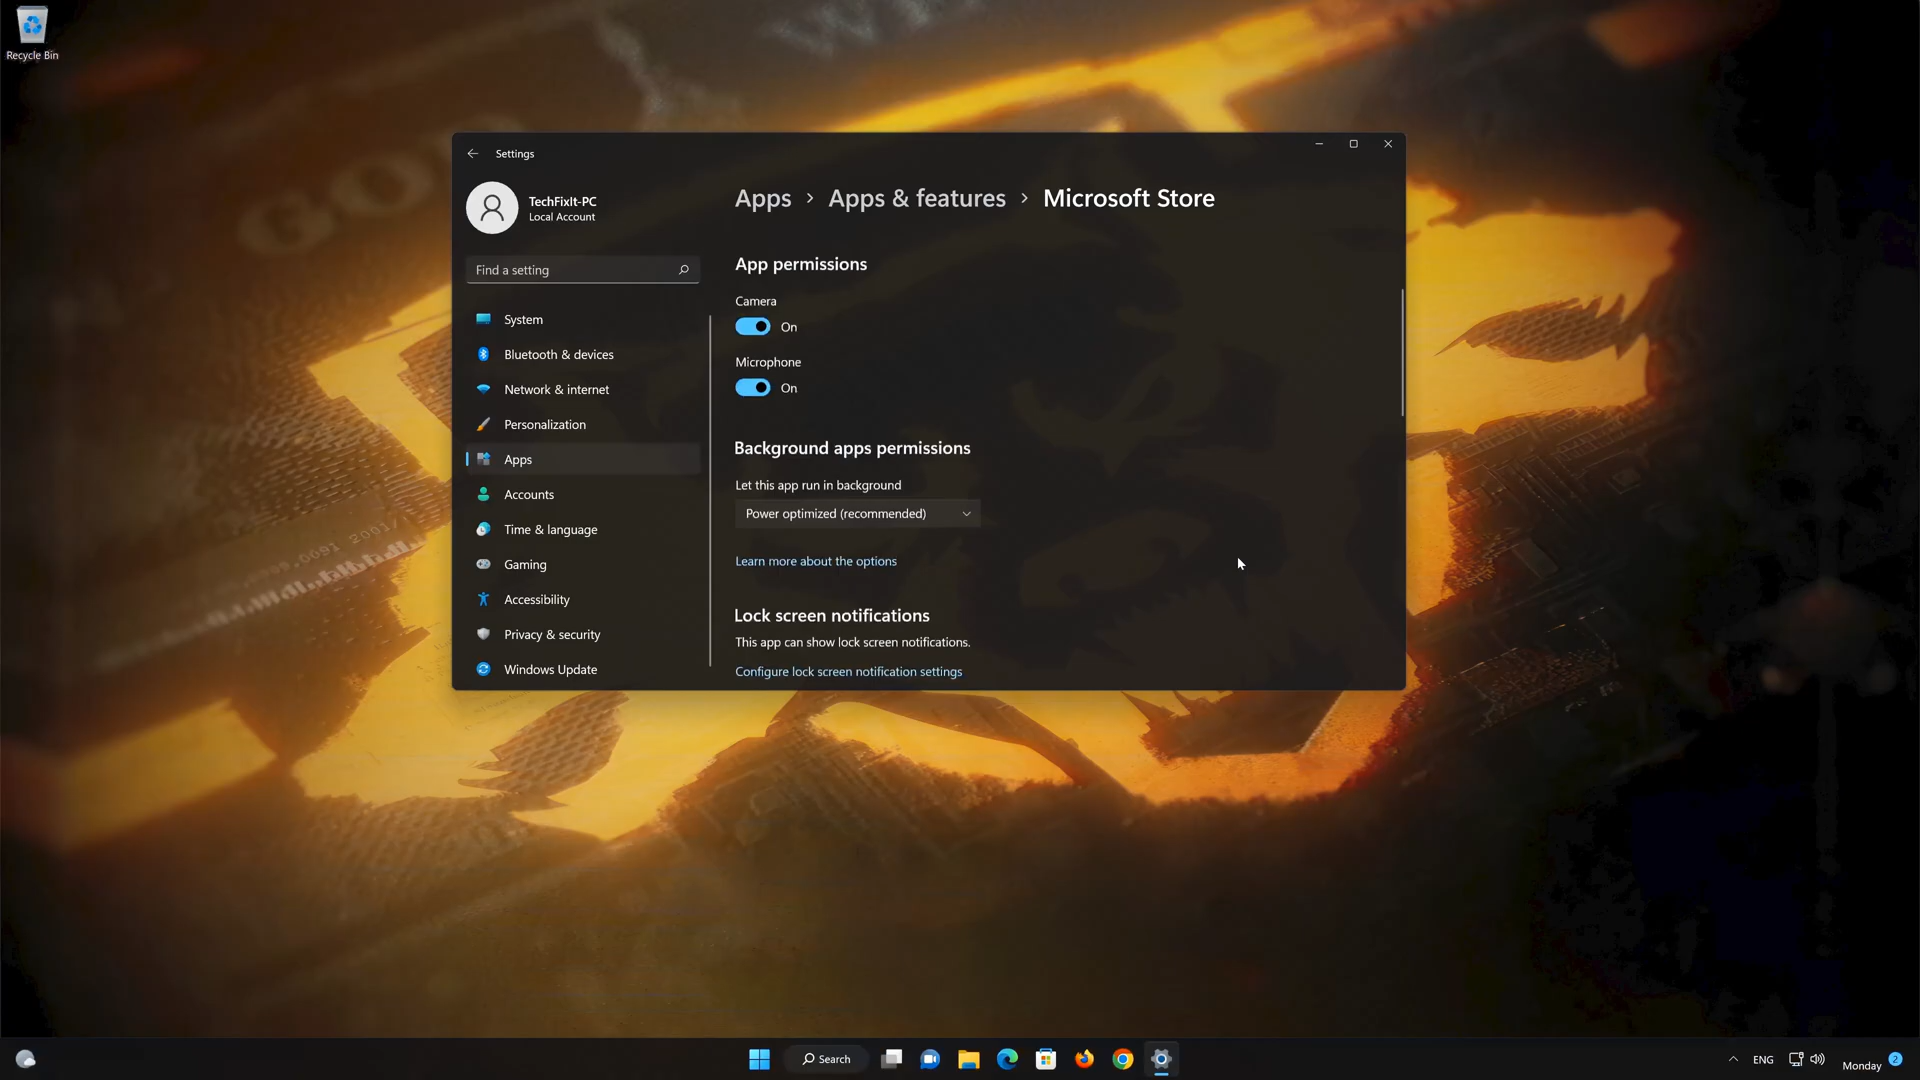 Recycle Bin
Settings
TechFixIt-PC
Local Account
Find a setting
System
Bluetooth & devices
Network & internet
Personalization
Apps
Accounts
Time & language
Gaming
Accessibility
Privacy & security
Windows Update
Apps > Apps & features > Microsoft Store
App permissions
Camera
On
Microphone
On
Background apps permissions
Let this app run in background
Power optimized (recommended)
Learn more about the options
Lock screen notifications
This app can show lock screen notifications.
Configure lock screen notification settings
Search
ENG
Monday
2